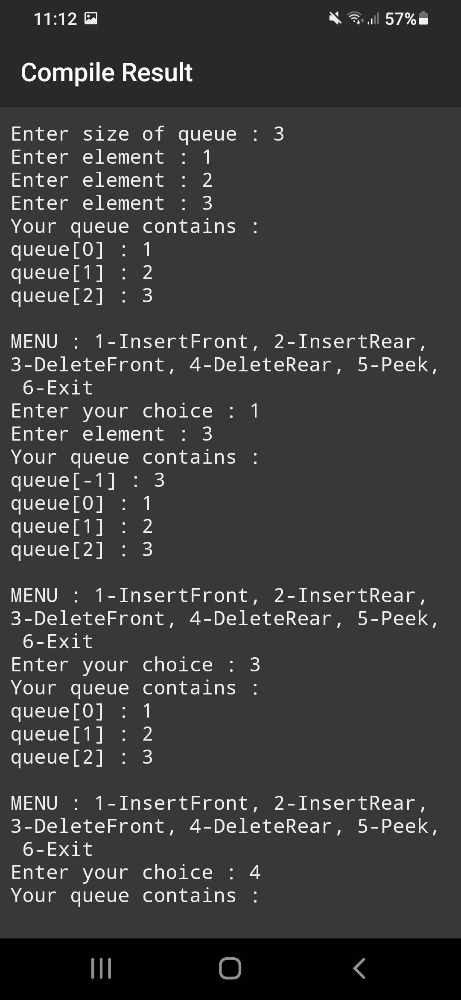 11:12 57%
Compile Result
Enter size of queue : 3
Enter element : 1
Enter element : 2
Enter element : 3
Your queue contains :
queue[0] : 1
queue[1] : 2
queue[2] : 3
MENU : 1-InsertFront, 2-InsertRear,
3-DeleteFront, 4-DeleteRear, 5-Peek,
6-Exit
Enter your choice : 1
Enter element : 3
Your queue contains :
queue[-1] : 3
queue[0] : 1
queue[1] : 2
queue[2] : 3
MENU : 1-InsertFront, 2-InsertRear,
3-DeleteFront, 4-DeleteRear, 5-Peek,
6-Exit
Enter your choice : 3
Your queue contains :
queue[0] : 1
queue[1] : 2
queue[2] : 3
MENU : 1-InsertFront, 2-InsertRear,
3-DeleteFront, 4-DeleteRear, 5-Peek,
6-Exit
Enter your choice : 4
Your queue contains :